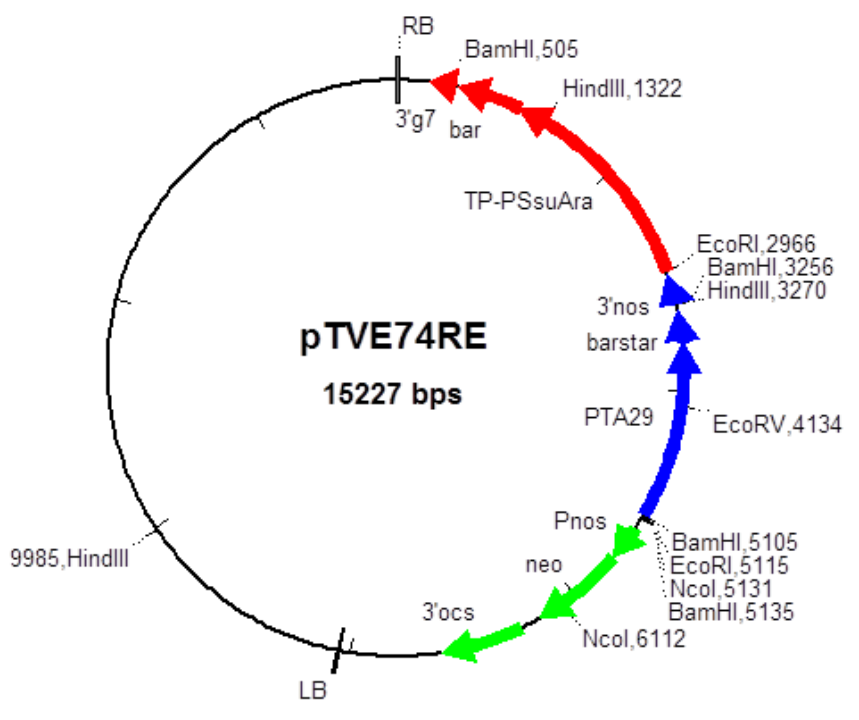 RB
BamHI,505
HindIII,1322
3'g7
bar
TP-PSsuAra
EcoRI,2966
BamHI,3256
HindIII,3270
3'nos
barstar
pTVE74RE
15227 bps
PTA29
EcoRV,4134
Pnos
BamHI,5105
EcoRI,5115
NcoI,5131
BamHI,5135
neo
9985,HindIII
3'ocs
NcoI,6112
LB